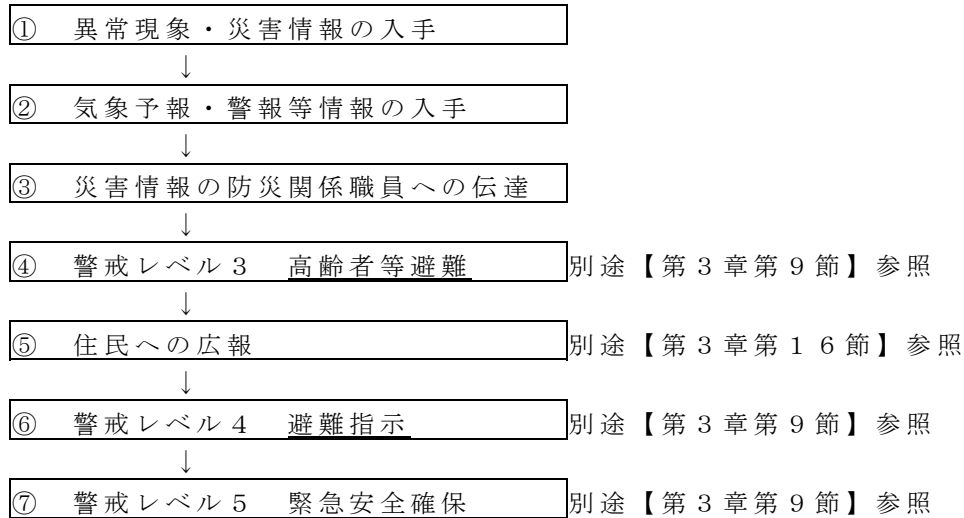 ① 異常現象・災害情報の入手
↓
② 気象予報・警報等情報の入手
↓
③ 災害情報の防災関係職員への伝達
↓
④ 警戒レベル3 高齢者等避難 別途【第3章第9節】参照
↓
⑤ 住民への広報 別途【第3章第16節】参照
↓
⑥ 警戒レベル4 避難指示 別途【第3章第9節】参照
↓
⑦ 警戒レベル5 緊急安全確保 別途【第3章第9節】参照